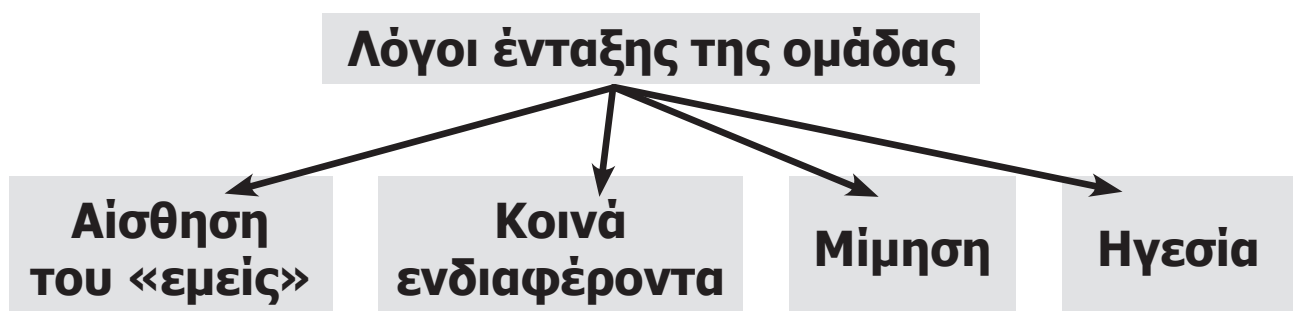 Λόγοι ένταξης της ομάδας
Αίσθηση
του «εμείς»
Κοινά
ενδιαφέροντα
Μίμηση
Ηγεσία